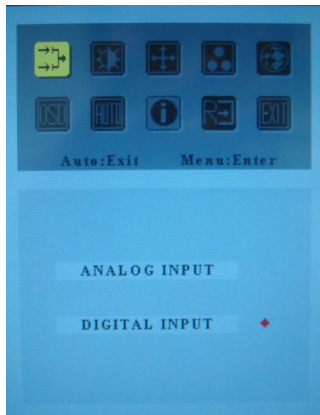 OSD AUTO i R EXIT
Auto:Exit Menu:Enter
ANALOG INPUT
DIGITAL INPUT